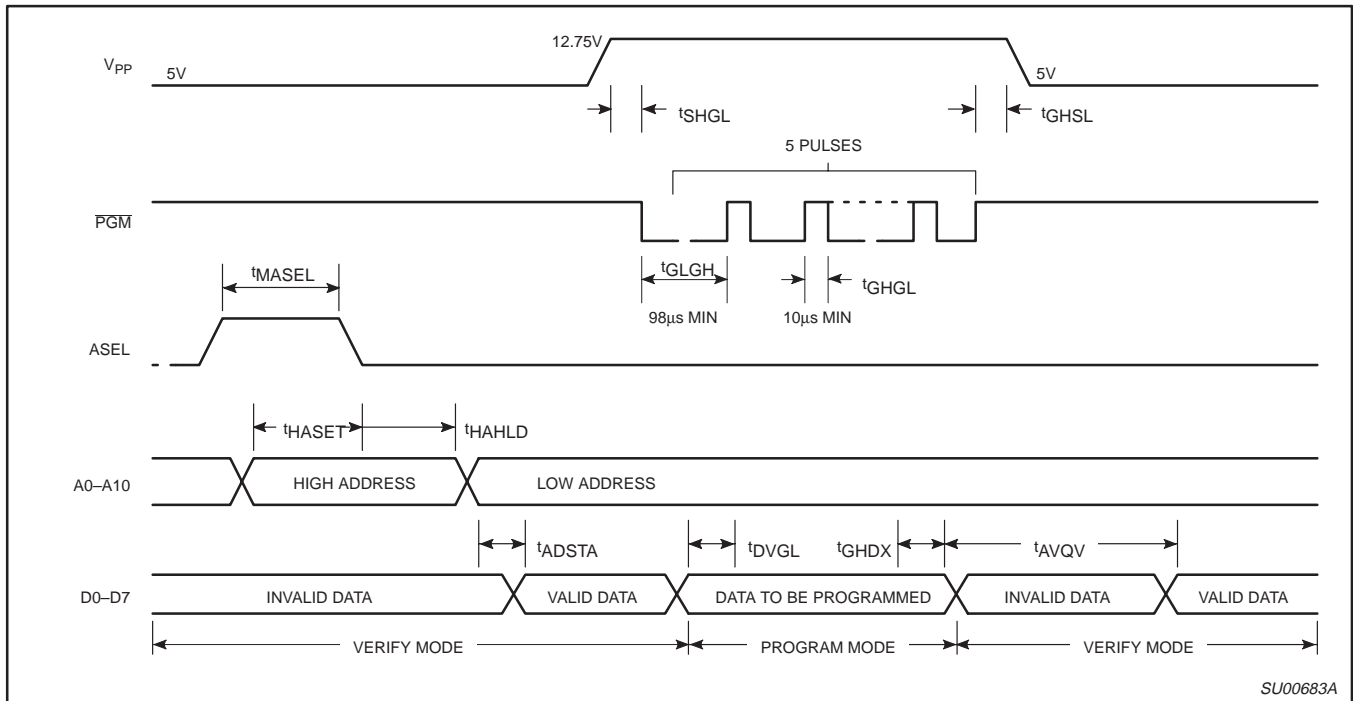 12.75V
VPP
5V
5V
tSHGL
tGHSL
5 PULSES
PGM
tMASEL
tGLGH
tGHGL
98µs MIN
10µs MIN
ASEL
tHASET
tHAHLD
A0–A10
HIGH ADDRESS
LOW ADDRESS
tADSTA
tDVGL
tGHDX
tAVQV
D0–D7
INVALID DATA
VALID DATA
DATA TO BE PROGRAMMED
INVALID DATA
VALID DATA
VERIFY MODE
PROGRAM MODE
VERIFY MODE
SU00683A